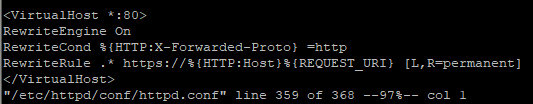 <VirtualHost *:80>
RewriteEngine On
RewriteCond %{HTTP:X-Forwarded-Proto} =http
RewriteRule .* https://%{HTTP:Host}%{REQUEST_URI} [L,R=permanent]
</VirtualHost>
"/etc/httpd/conf/httpd.conf" line 359 of 368 --97%-- col 1